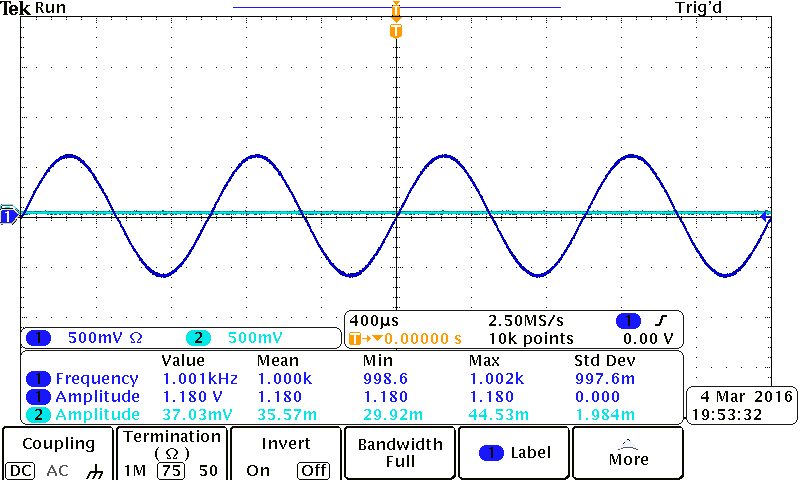 Tek Run Trig'd
T
T
1
1 500mV Ω 2 500mV
400µs 2.50MS/s 1
T→▼0.00000 s 10k points 0.00 V
Value Mean Min Max Std Dev
1 Frequency 1.001kHz 1.000k 998.6 1.002k 997.6m
1 Amplitude 1.180 V 1.180 1.180 1.180 0.000
2 Amplitude 37.03mV 35.57m 29.92m 44.53m 1.984m
4 Mar 2016
19:53:32
Coupling
DC AC
Termination
(Ω)
1M 75 50
Invert
On Off
Bandwidth
Full
1 Label
More